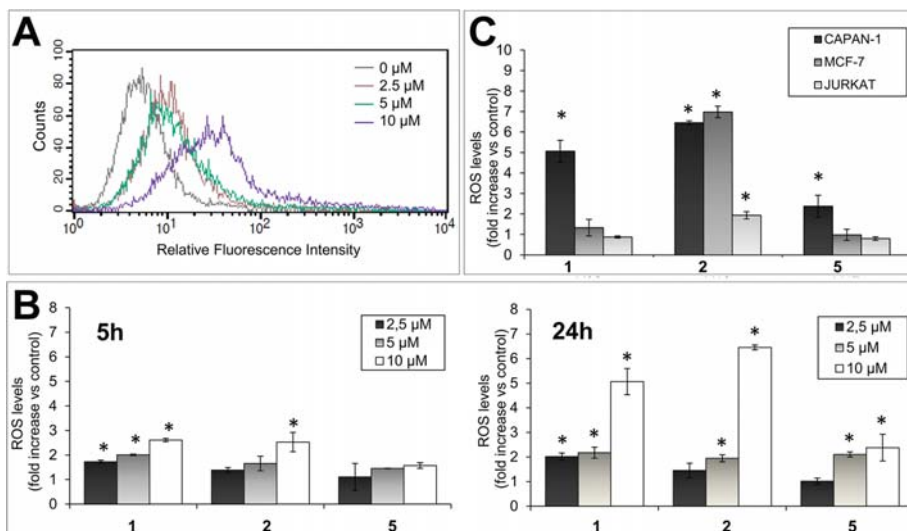 A
100
80
60
40
20
0
Counts
0 µM
2.5 µM
5 µM
10 µM
10⁰ 10¹ 10² 10³ 10⁴
Relative Fluorescence Intensity
C
10
9
8
7
6
5
4
3
2
1
0
ROS levels
(fold increase vs control)
CAPAN-1
MCF-7
JURKAT
*
* *
*
*
1 2 5
B
5h
8
7
6
5
4
3
2
1
0
ROS levels
(fold increase vs control)
2,5 µM
5 µM
10 µM
* * *
*
1 2 5
24h
8
7
6
5
4
3
2
1
0
ROS levels
(fold increase vs control)
2,5 µM
5 µM
10 µM
* * *
* *
* *
1 2 5